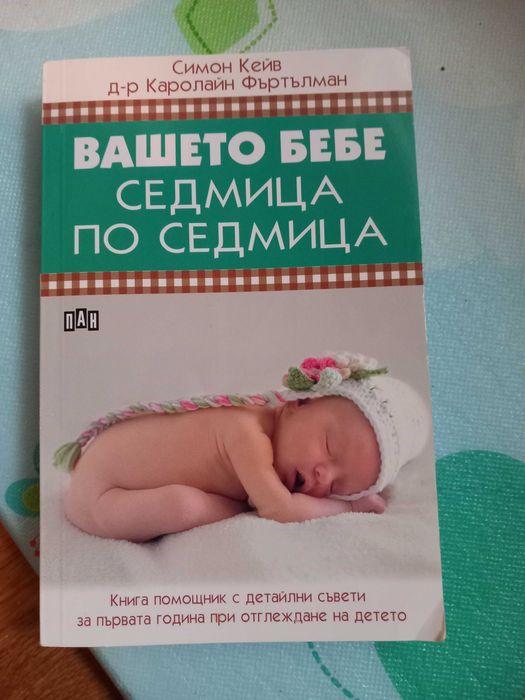 Симон Кейв
д-р Каролайн Фъртълман
ВАШЕТО БЕБЕ
СЕДМИЦА
ПО СЕДМИЦА
ПАН
Книга помощник с детайлни съвети
за първата година при отглеждане на детето